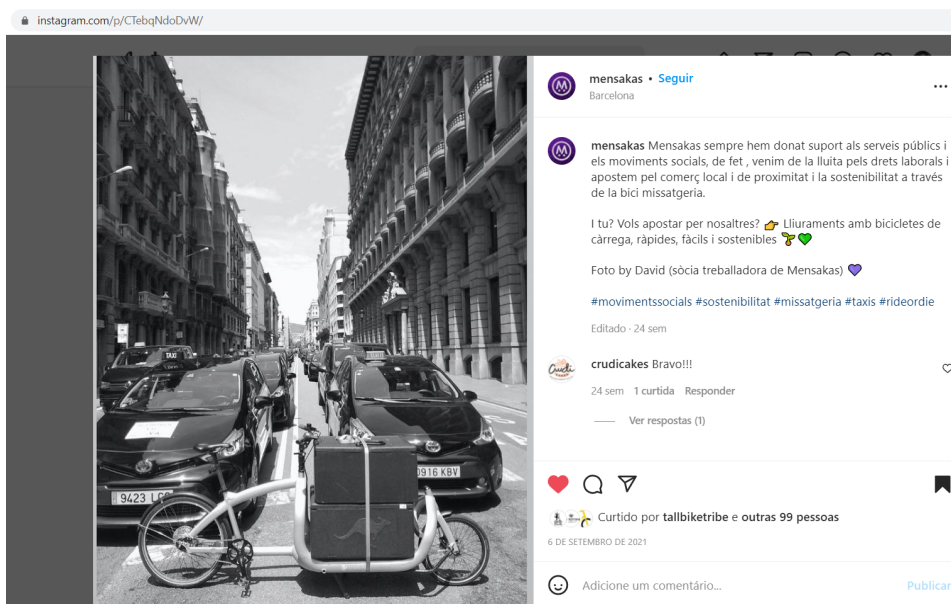 instagram.com/p/CTebqNdoDvW/
mensakas • Seguir
Barcelona
mensakas Mensakas sempre hem donat suport als serveis públics i
els moviments socials, de fet , venim de la lluita pels drets laborals i
apostem pel comerç local i de proximitat i la sostenibilitat a través
de la bici missatgeria.
I tu? Vols apostar per nosaltres? 👉 Lliuraments amb bicicletes de
càrrega, ràpides, fàcils i sostenibles 🌱💚
Foto by David (sòcia treballadora de Mensakas) 💜
#movimentssocials #sostenibilitat #missatgeria #taxis #rideordie
Editado · 24 sem
Crudi
crudicakes Bravo!!!
24 sem 1 curtida Responder
Ver respostas (1)
Curtido por tallbiketribe e outras 99 pessoas
6 DE SETEMBRO DE 2021
Adicione um comentário...
Publicar
TAXI
0916 KBV
9423